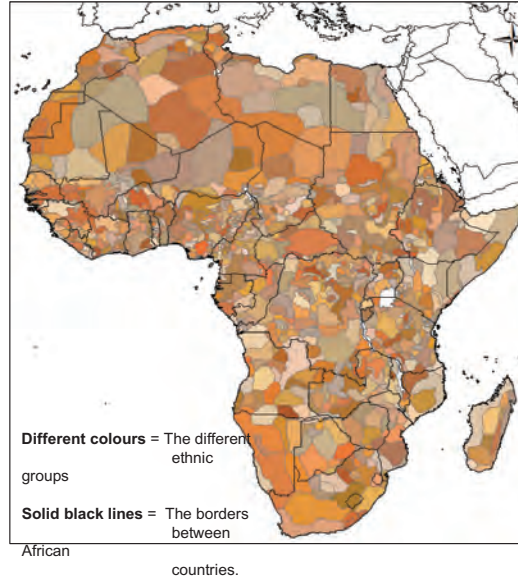 Different colours = The different
ethnic
groups
Solid black lines = The borders
between
African
countries.